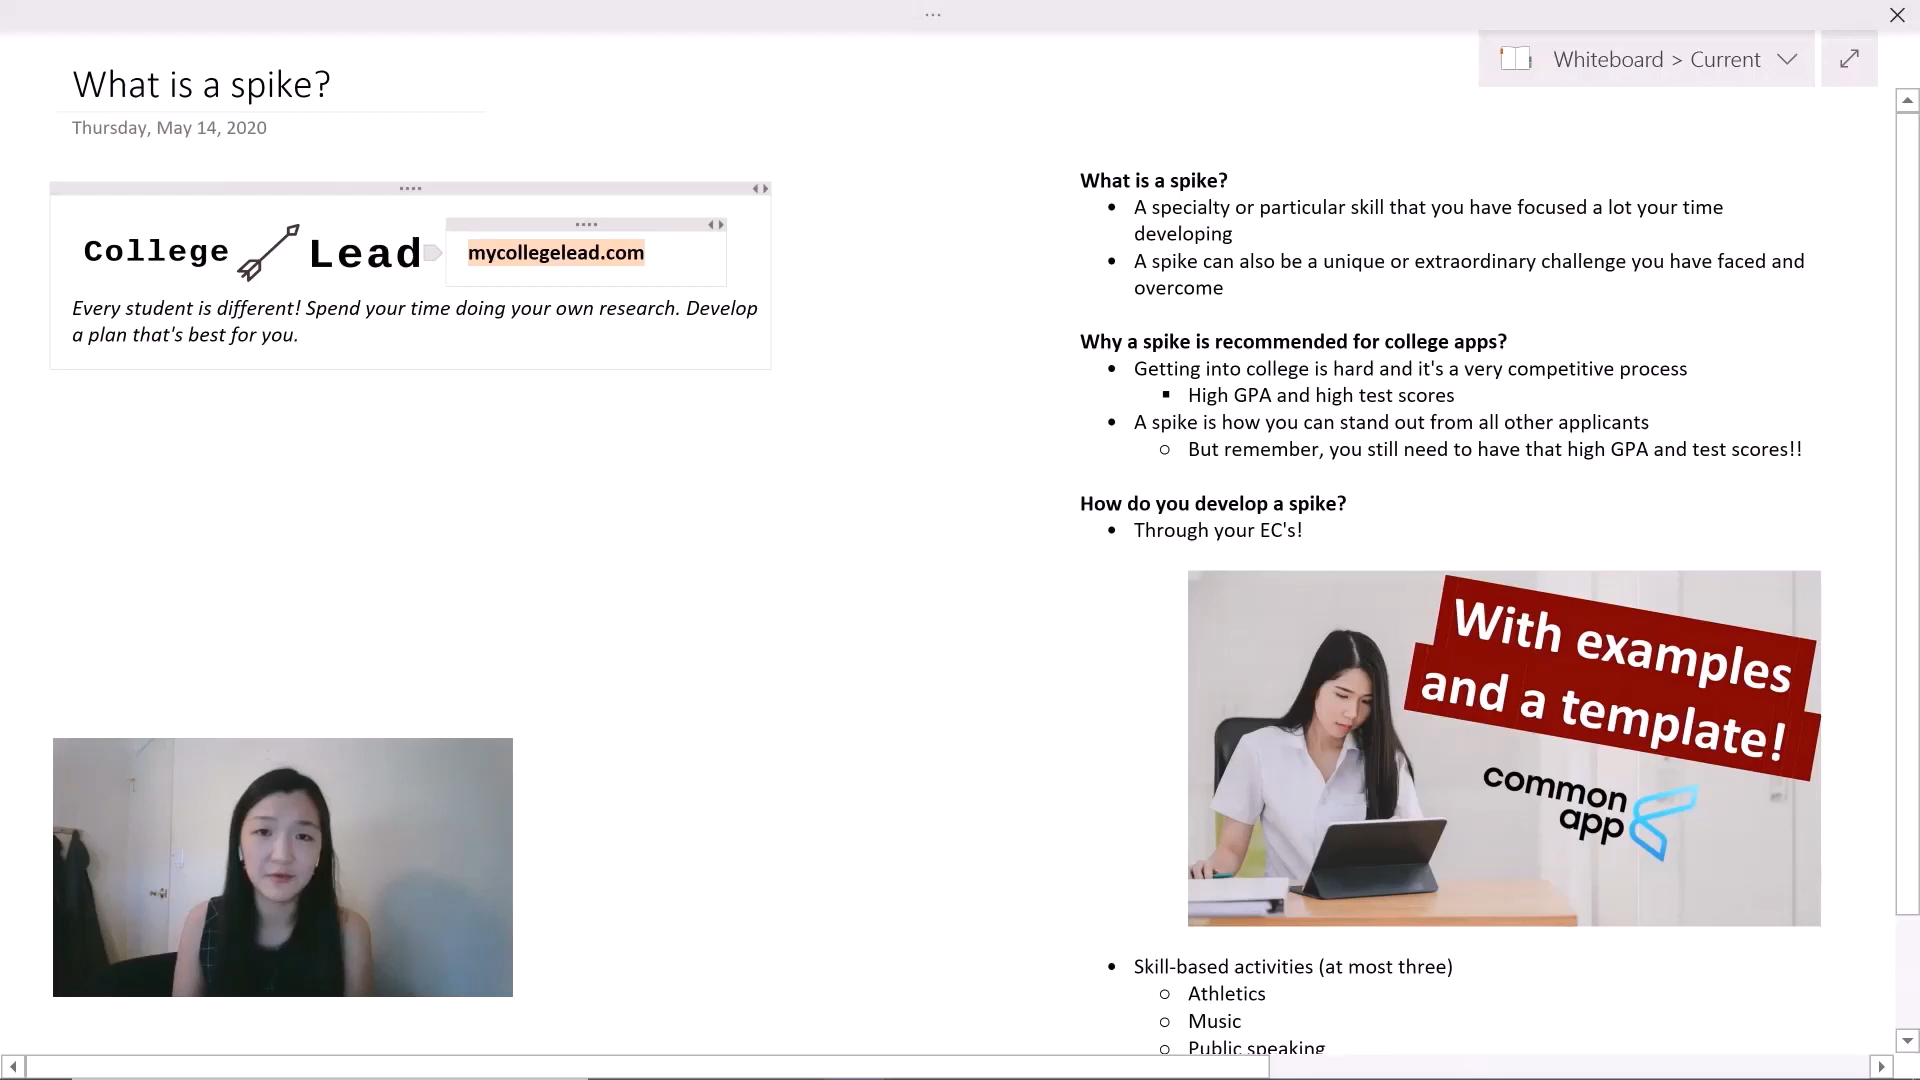 What is a spike?
Thursday, May 14, 2020
Whiteboard > Current
College Lead
mycollegelead.com
Every student is different! Spend your time doing your own research. Develop
a plan that's best for you.
What is a spike?
• A specialty or particular skill that you have focused a lot your time
developing
• A spike can also be a unique or extraordinary challenge you have faced and
overcome
Why a spike is recommended for college apps?
• Getting into college is hard and it's a very competitive process
▪ High GPA and high test scores
• A spike is how you can stand out from all other applicants
○ But remember, you still need to have that high GPA and test scores!!
How do you develop a spike?
• Through your EC's!
With examples
and a template!
common
app
• Skill-based activities (at most three)
○ Athletics
○ Music
○ Public speaking